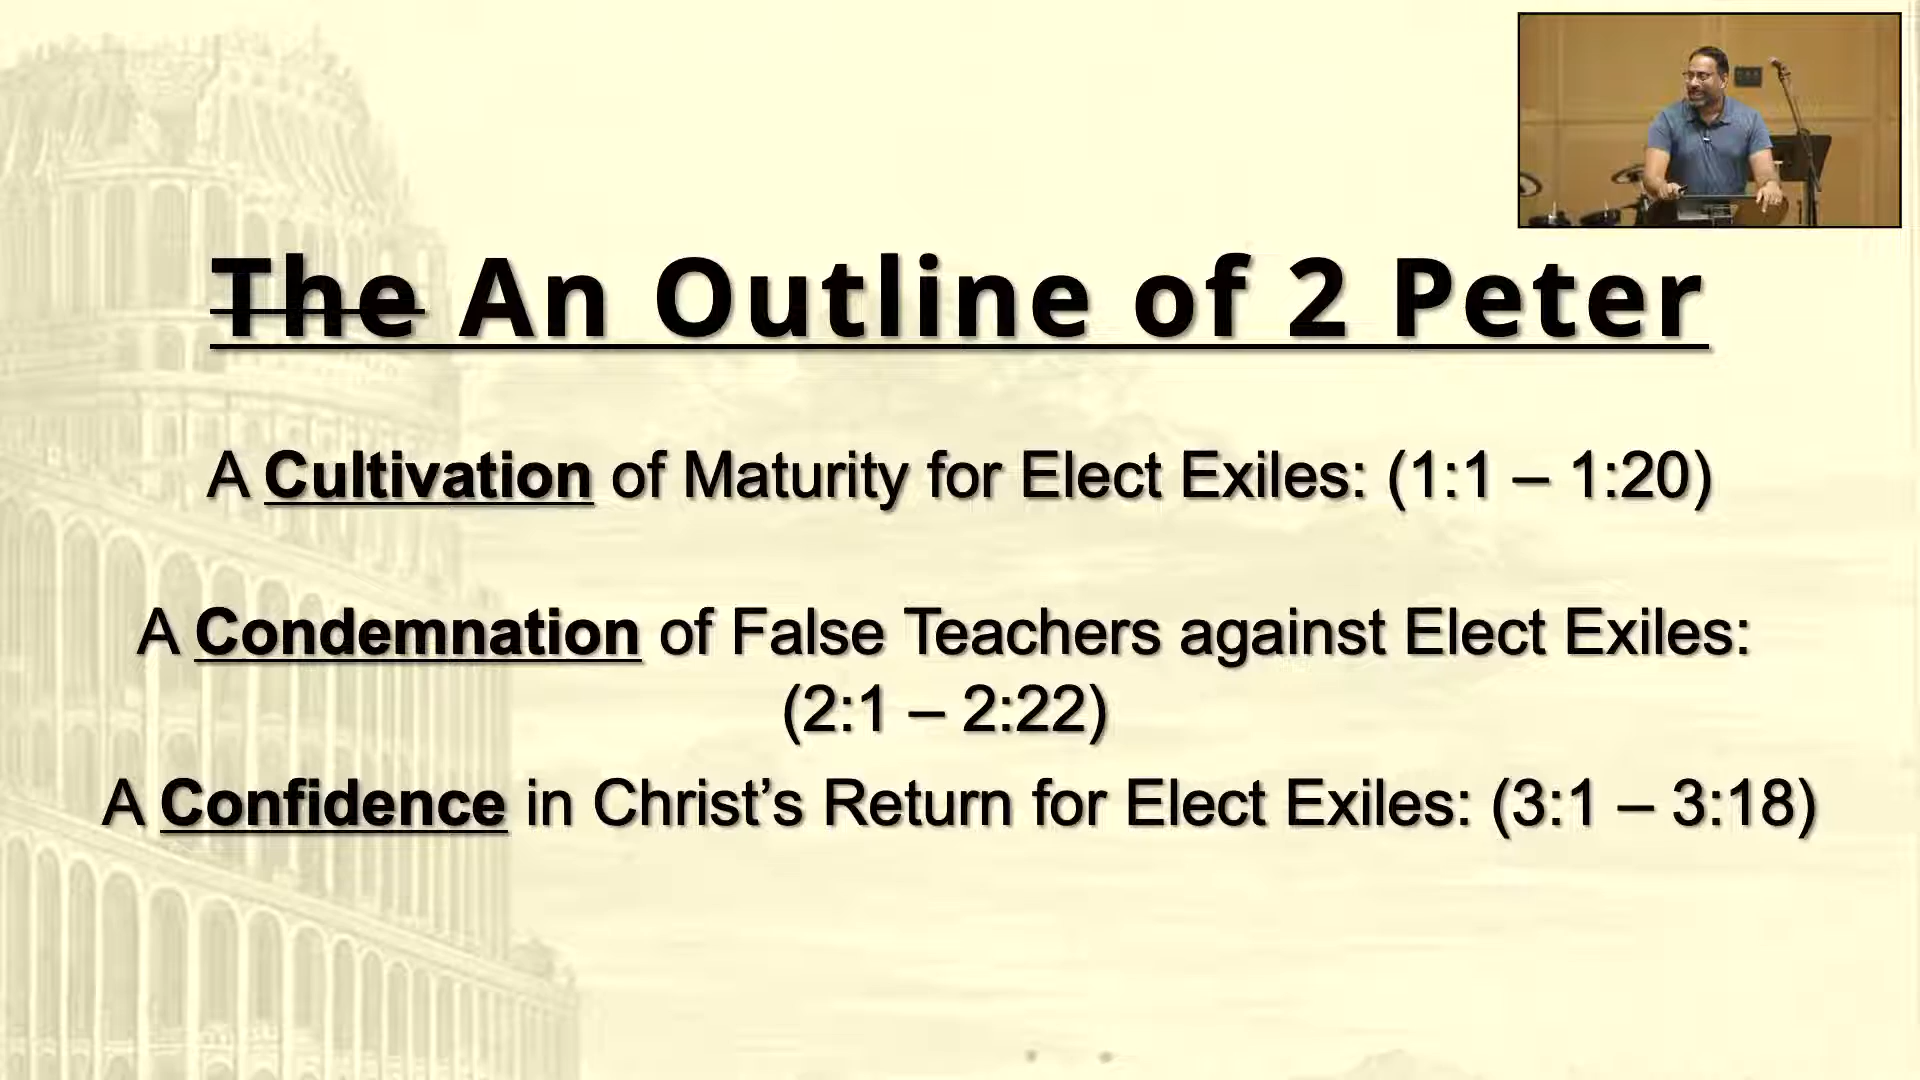 The An Outline of 2 Peter
A Cultivation of Maturity for Elect Exiles: (1:1 – 1:20)
A Condemnation of False Teachers against Elect Exiles:
(2:1 – 2:22)
A Confidence in Christ’s Return for Elect Exiles: (3:1 – 3:18)